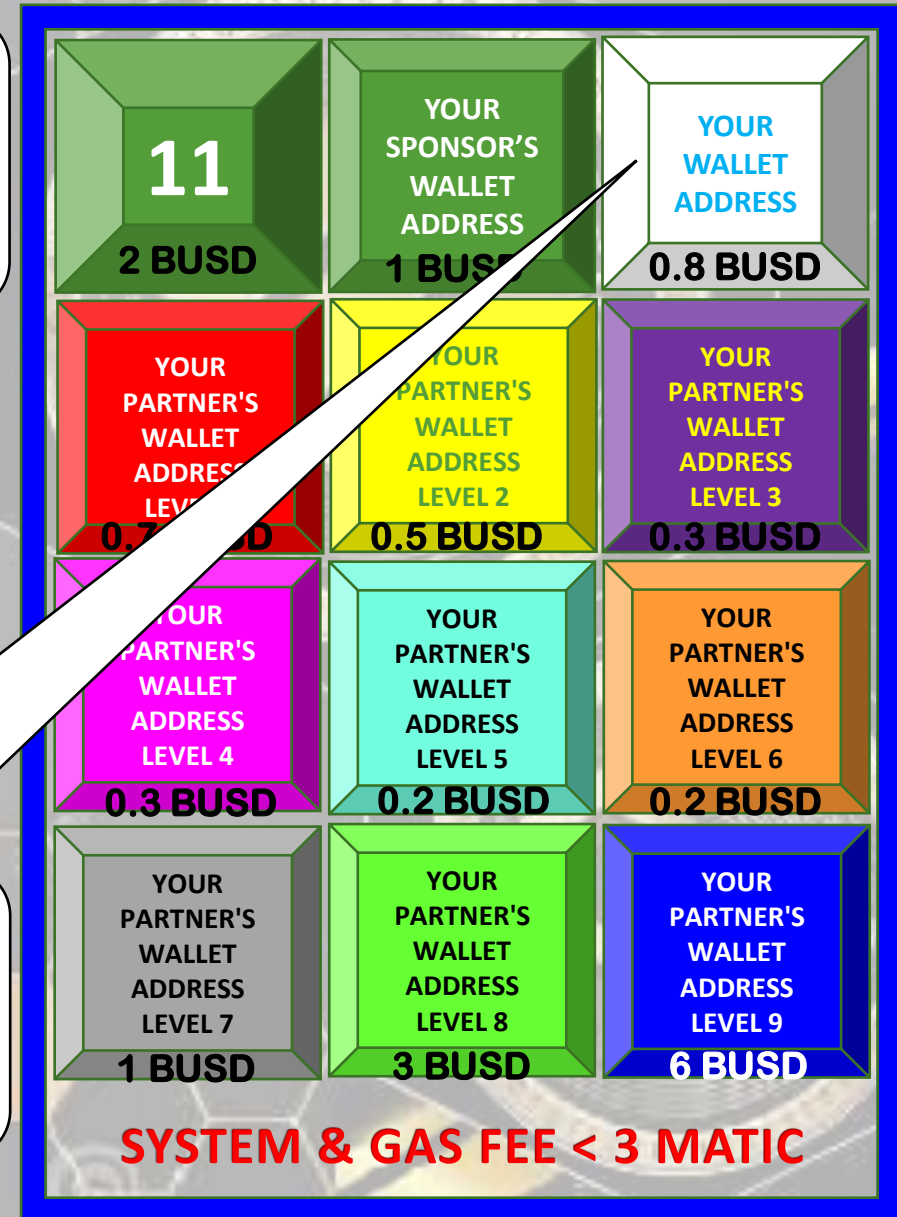 11
2 BUSD
YOUR
SPONSOR'S
WALLET
ADDRESS
1 BUSD
YOUR
WALLET
ADDRESS
0.8 BUSD
YOUR
PARTNER'S
WALLET
ADDRESS
YOUR
PARTNER'S
WALLET
ADDRESS
LEVEL 2
0.5 BUSD
YOUR
PARTNER'S
WALLET
ADDRESS
LEVEL 3
0.3 BUSD
YOUR
PARTNER'S
WALLET
ADDRESS
LEVEL 4
0.3 BUSD
YOUR
PARTNER'S
WALLET
ADDRESS
LEVEL 5
0.2 BUSD
YOUR
PARTNER'S
WALLET
ADDRESS
LEVEL 6
0.2 BUSD
YOUR
PARTNER'S
WALLET
ADDRESS
LEVEL 7
1 BUSD
YOUR
PARTNER'S
WALLET
ADDRESS
LEVEL 8
3 BUSD
YOUR
PARTNER'S
WALLET
ADDRESS
LEVEL 9
6 BUSD
SYSTEM & GAS FEE < 3 MATIC